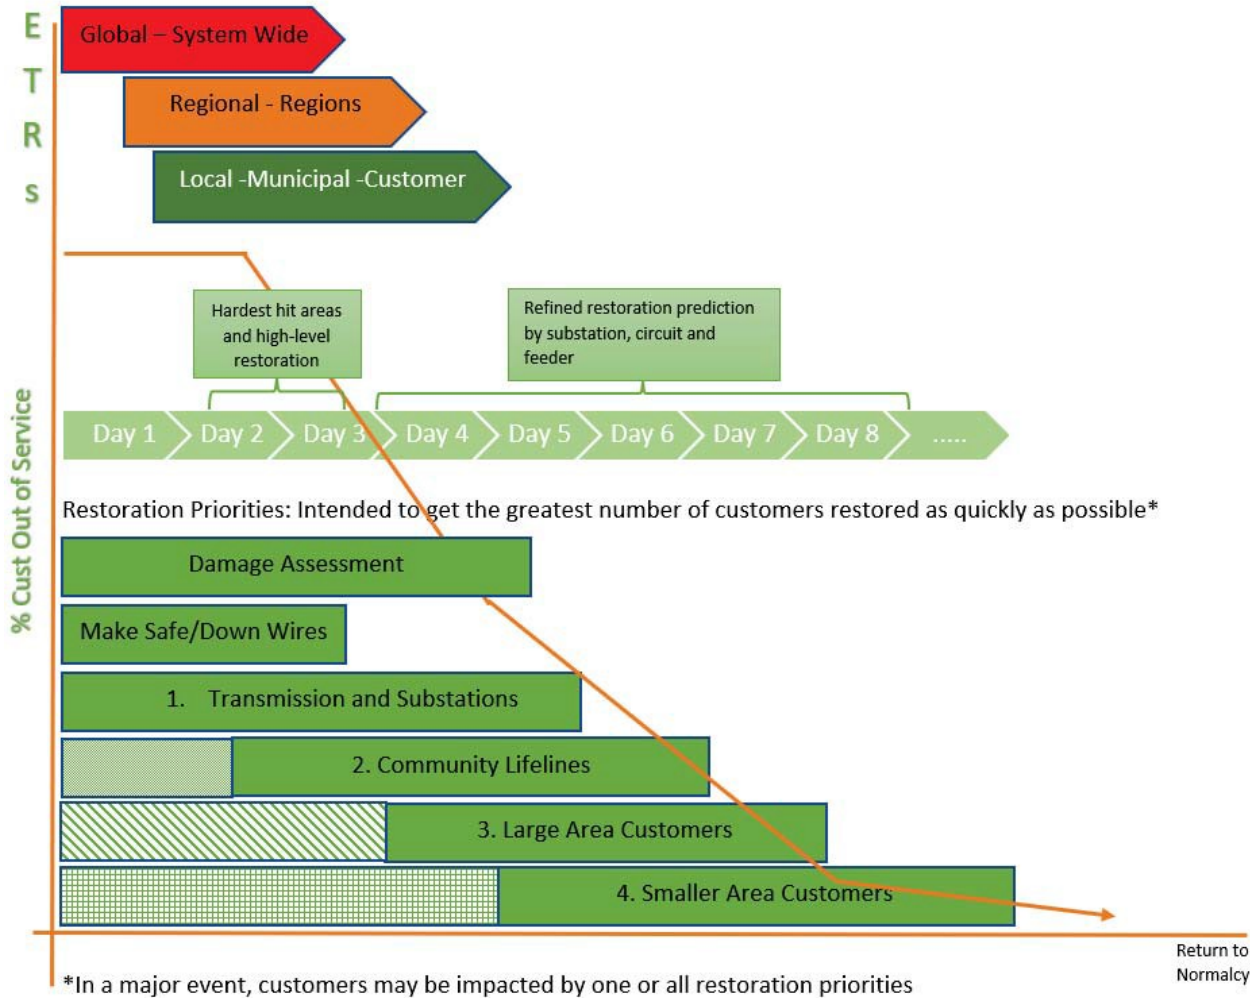 ETRs
Global – System Wide
Regional - Regions
Local -Municipal -Customer
Hardest hit areas
and high-level
restoration
Refined restoration prediction
by substation, circuit and
feeder
% Cust Out of Service
Day 1 Day 2 Day 3 Day 4 Day 5 Day 6 Day 7 Day 8 .....
Restoration Priorities: Intended to get the greatest number of customers restored as quickly as possible*
Damage Assessment
Make Safe/Down Wires
1. Transmission and Substations
2. Community Lifelines
3. Large Area Customers
4. Smaller Area Customers
Return to
Normalcy
*In a major event, customers may be impacted by one or all restoration priorities